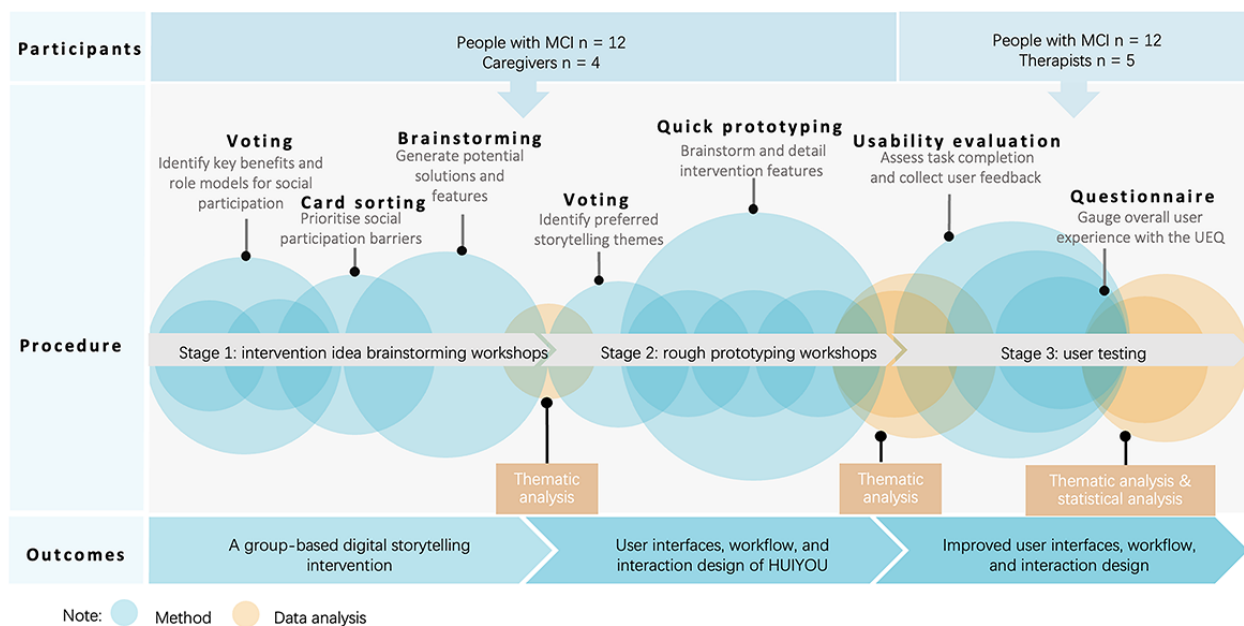 Participants
People with MCI n = 12
Caregivers n = 4
People with MCI n = 12
Therapists n = 5
Procedure
Voting
Identify key benefits and
role models for social
participation
Card sorting
Prioritise social
participation barriers
Brainstorming
Generate potential
solutions and
features
Voting
Identify preferred
storytelling themes
Quick prototyping
Brainstorm and detail
intervention features
Usability evaluation
Assess task completion
and collect user feedback
Questionnaire
Gauge overall user
experience with the UEQ
Stage 1: intervention idea brainstorming workshops
Stage 2: rough prototyping workshops
Stage 3: user testing
Thematic
analysis
Thematic
analysis
Thematic analysis &
statistical analysis
Outcomes
A group-based digital storytelling
intervention
User interfaces, workflow, and
interaction design of HUIYOU
Improved user interfaces, workflow,
and interaction design
Note:
Method
Data analysis